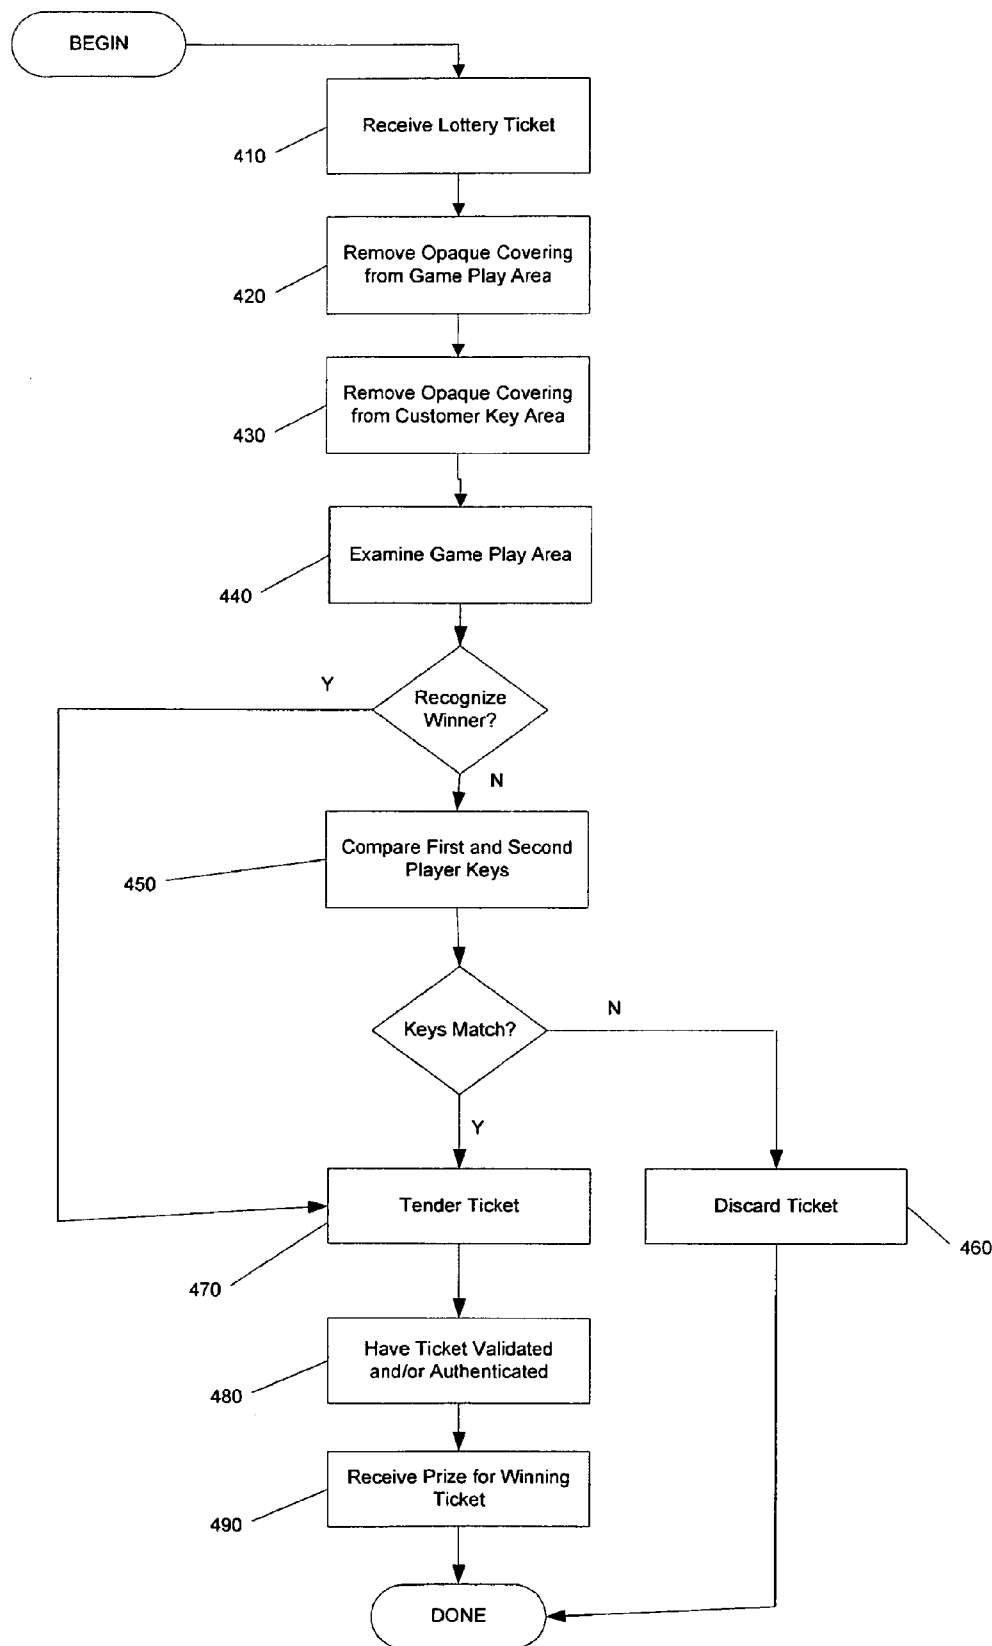 BEGIN
Receive Lottery Ticket
410
Remove Opaque Covering
from Game Play Area
420
Remove Opaque Covering
from Customer Key Area
430
Examine Game Play Area
440
Y
Recognize
Winner?
N
Compare First and Second
Player Keys
450
N
Keys Match?
Y
Tender Ticket
Discard Ticket
460
470
Have Ticket Validated
and/or Authenticated
480
Receive Prize for Winning
Ticket
490
DONE